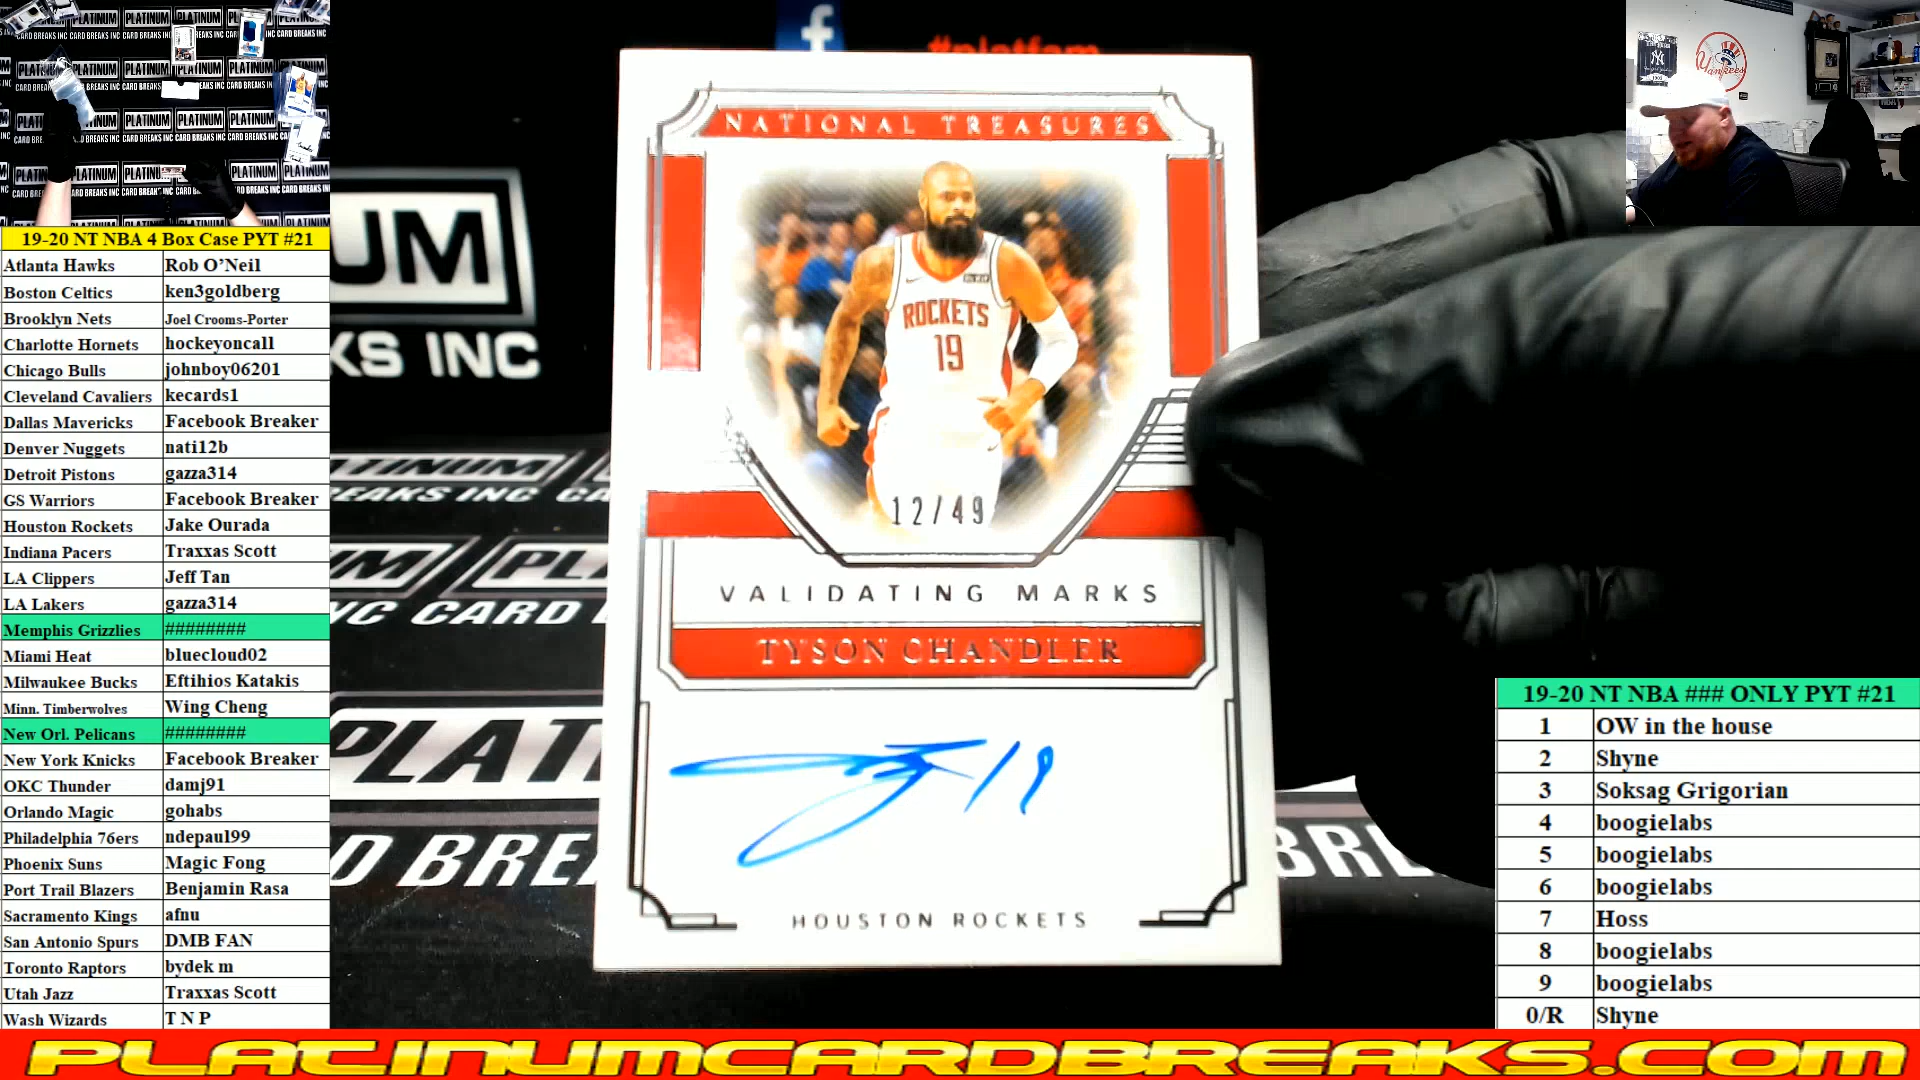 19-20 NT NBA 4 Box Case PYT #21
Atlanta Hawks Rob O'Neil
Boston Celtics ken3goldberg
Brooklyn Nets Joel Crooms-Porter
Charlotte Hornets hockeyoncall
Chicago Bulls johnboy06201
Cleveland Cavaliers kecards1
Dallas Mavericks Facebook Breaker
Denver Nuggets nati12b
Detroit Pistons gazza314
GS Warriors Facebook Breaker
Houston Rockets Jake Ourada
Indiana Pacers Traxxas Scott
LA Clippers Jeff Tan
LA Lakers gazza314
Memphis Grizzlies ########
Miami Heat bluecloud02
Milwaukee Bucks Eftihios Katakis
Minn. Timberwolves Wing Cheng
New Orl. Pelicans ########
New York Knicks Facebook Breaker
OKC Thunder damj91
Orlando Magic gohabs
Philadelphia 76ers ndepaul99
Phoenix Suns Magic Fong
Port Trail Blazers Benjamin Rasa
Sacramento Kings afnu
San Antonio Spurs DMB FAN
Toronto Raptors bydek m
Utah Jazz Traxxas Scott
Wash Wizards T N P
NATIONAL TREASURES
ROCKETS
19
12/49
VALIDATING MARKS
TYSON CHANDLER
HOUSTON ROCKETS
Yankees
19-20 NT NBA ### ONLY PYT #21
1 OW in the house
2 Shyne
3 Soksag Grigorian
4 boogielabs
5 boogielabs
6 boogielabs
7 Hoss
8 boogielabs
9 boogielabs
0/R Shyne
PLATINUMCARDBREAKS.COM